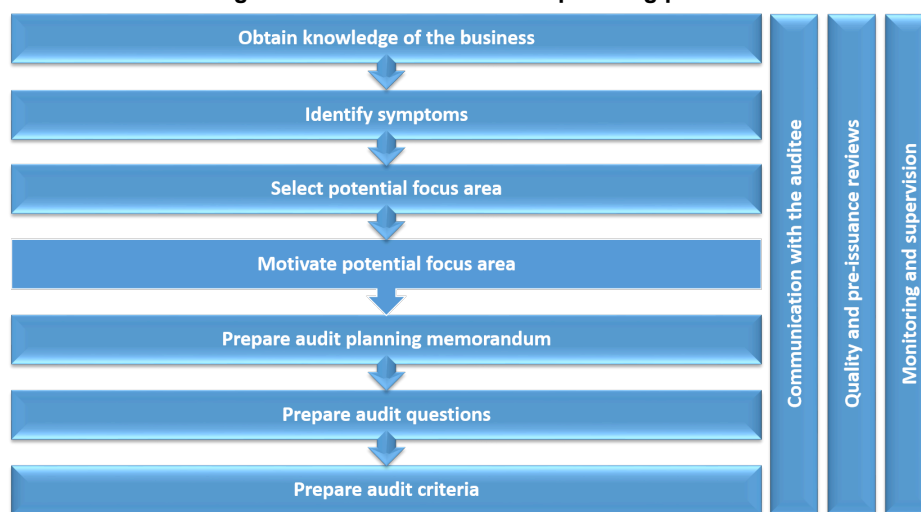 Obtain knowledge of the business
Identify symptoms
Select potential focus area
Motivate potential focus area
Prepare audit planning memorandum
Prepare audit questions
Prepare audit criteria
Communication with the auditee
Quality and pre-issuance reviews
Monitoring and supervision